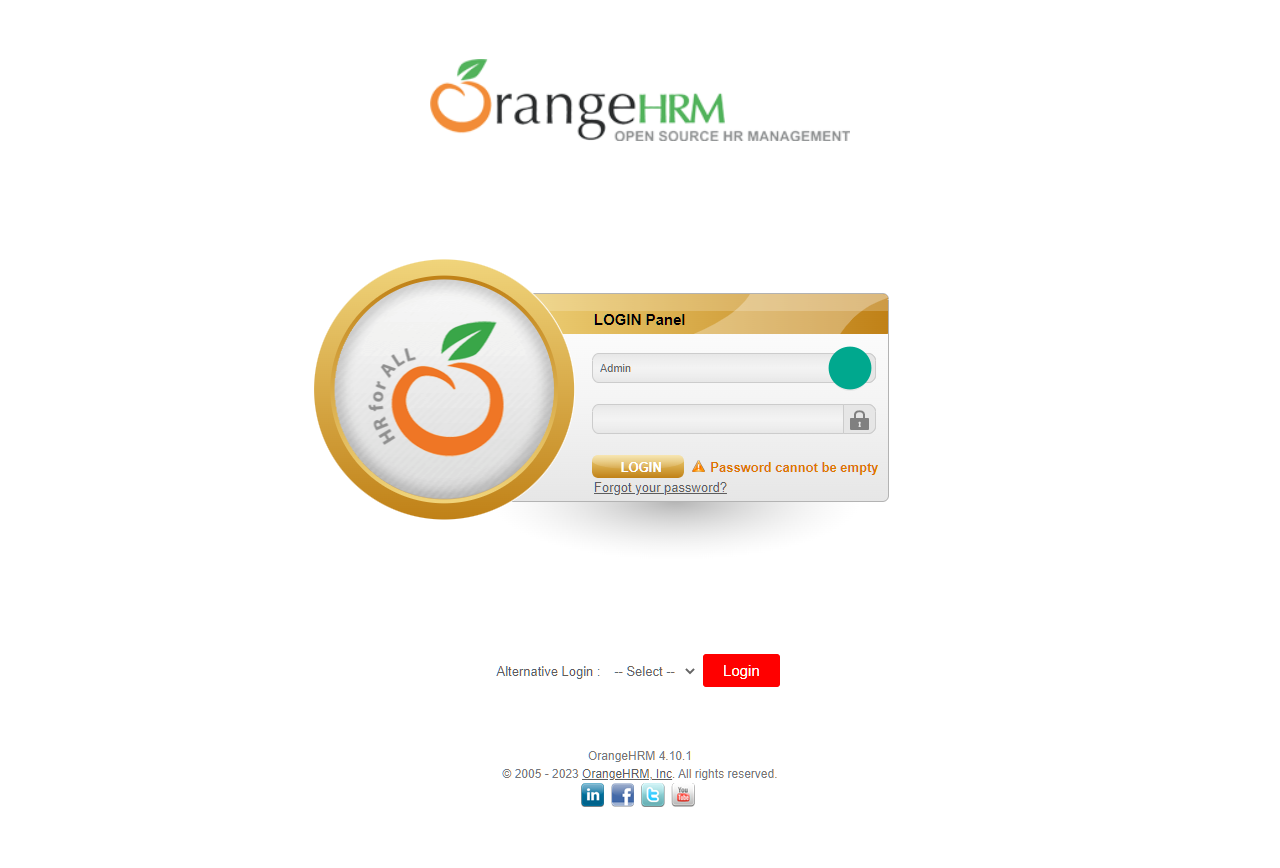 OrangeHRM
OPEN SOURCE HR MANAGEMENT
HR for ALL
LOGIN Panel
Admin
LOGIN
Password cannot be empty
Forgot your password?
Alternative Login : -- Select -- Login
OrangeHRM 4.10.1
© 2005 - 2023 OrangeHRM, Inc. All rights reserved.
in f t You Tube